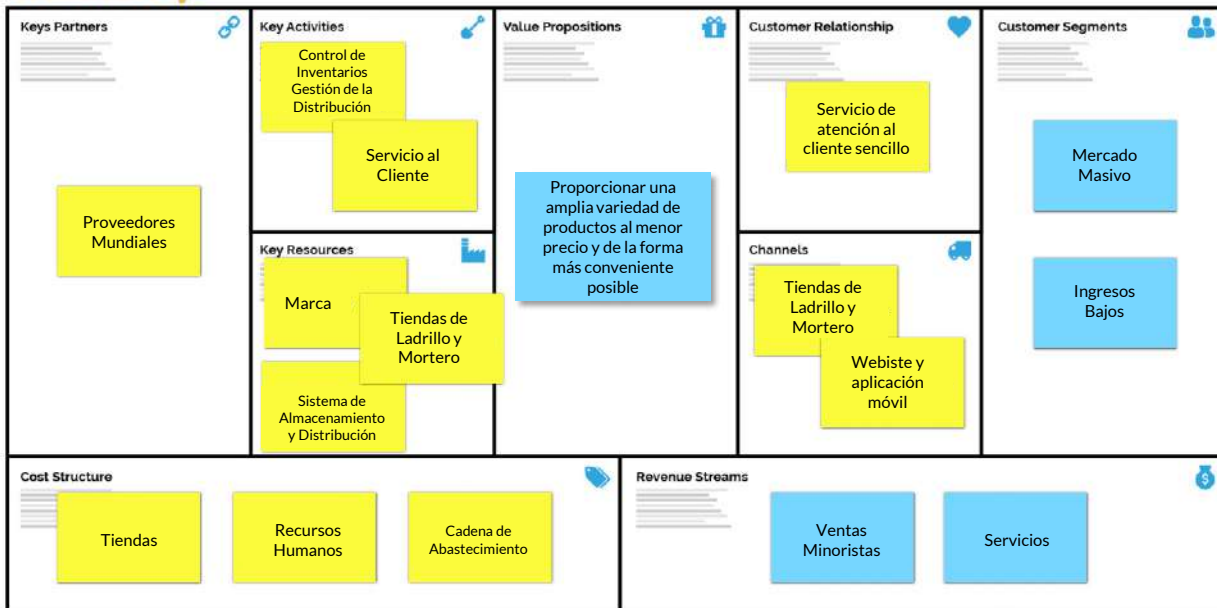 Keys Partners
Proveedores
Mundiales
Key Activities
Control de
Inventarios
Gestión de la
Distribución
Servicio al
Cliente
Key Resources
Marca
Tiendas de
Ladrillo y
Mortero
Sistema de
Almacenamiento
y Distribución
Value Propositions
Proporcionar una
amplia variedad de
productos al menor
precio y de la forma
más conveniente
posible
Customer Relationship
Servicio de
atención al
cliente sencillo
Channels
Tiendas de
Ladrillo y
Mortero
Webiste y
aplicación
móvil
Customer Segments
Mercado
Masivo
Ingresos
Bajos
Cost Structure
Tiendas
Recursos
Humanos
Cadena de
Abastecimiento
Revenue Streams
Ventas
Minoristas
Servicios
$